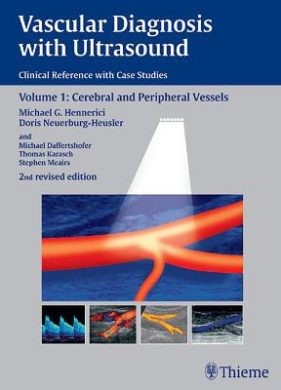 Vascular Diagnosis
with Ultrasound
Clinical Reference with Case Studies
Volume 1: Cerebral and Peripheral Vessels
Michael G. Hennerici
Doris Neuerburg-Heusler
and
Michael Daffertshofer
Thomas Karasch
Stephen Meairs
2nd revised edition
Thieme